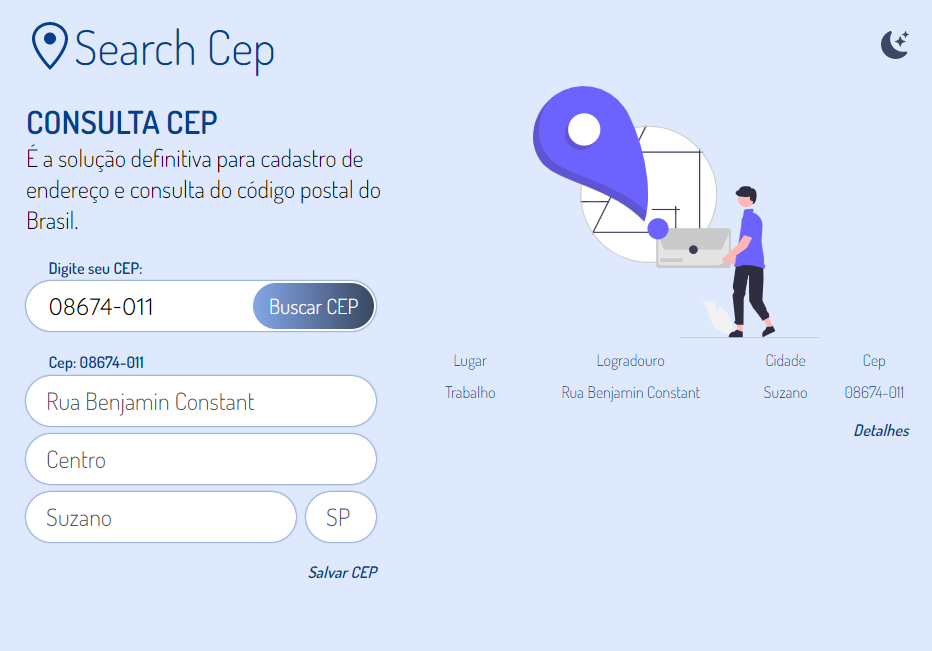 Search Cep
CONSULTA CEP
É a solução definitiva para cadastro de
endereço e consulta do código postal do
Brasil.
Digite seu CEP:
08674-011 Buscar CEP
Cep: 08674-011
Rua Benjamin Constant
Centro
Suzano SP
Salvar CEP
Lugar Logradouro Cidade Cep
Trabalho Rua Benjamin Constant Suzano 08674-011
Detalhes